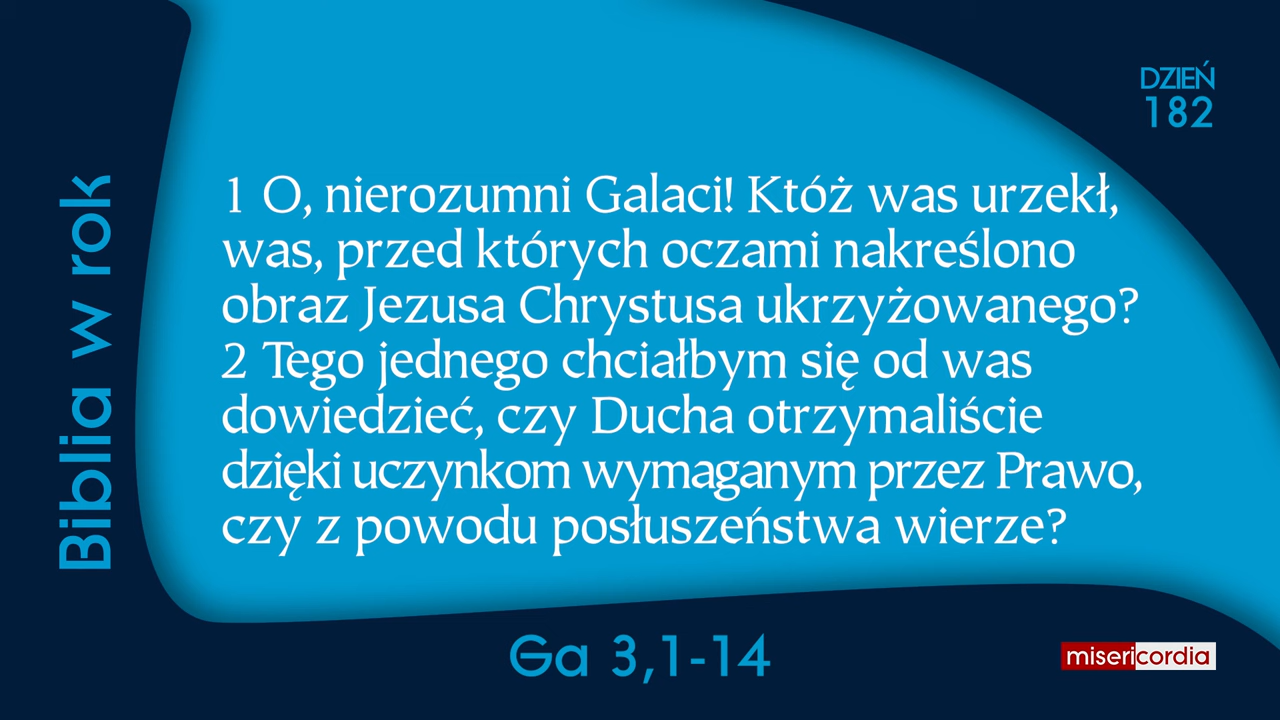 DZIEŃ
182
Biblia w rok
1 O, nierozumni Galaci! Któż was urzekł,
was, przed których oczami nakreślono
obraz Jezusa Chrystusa ukrzyżowanego?
2 Tego jednego chciałbym się od was
dowiedzieć, czy Ducha otrzymaliście
dzięki uczynkom wymaganym przez Prawo,
czy z powodu posłuszeństwa wierze?
Ga 3,1-14
misericordia